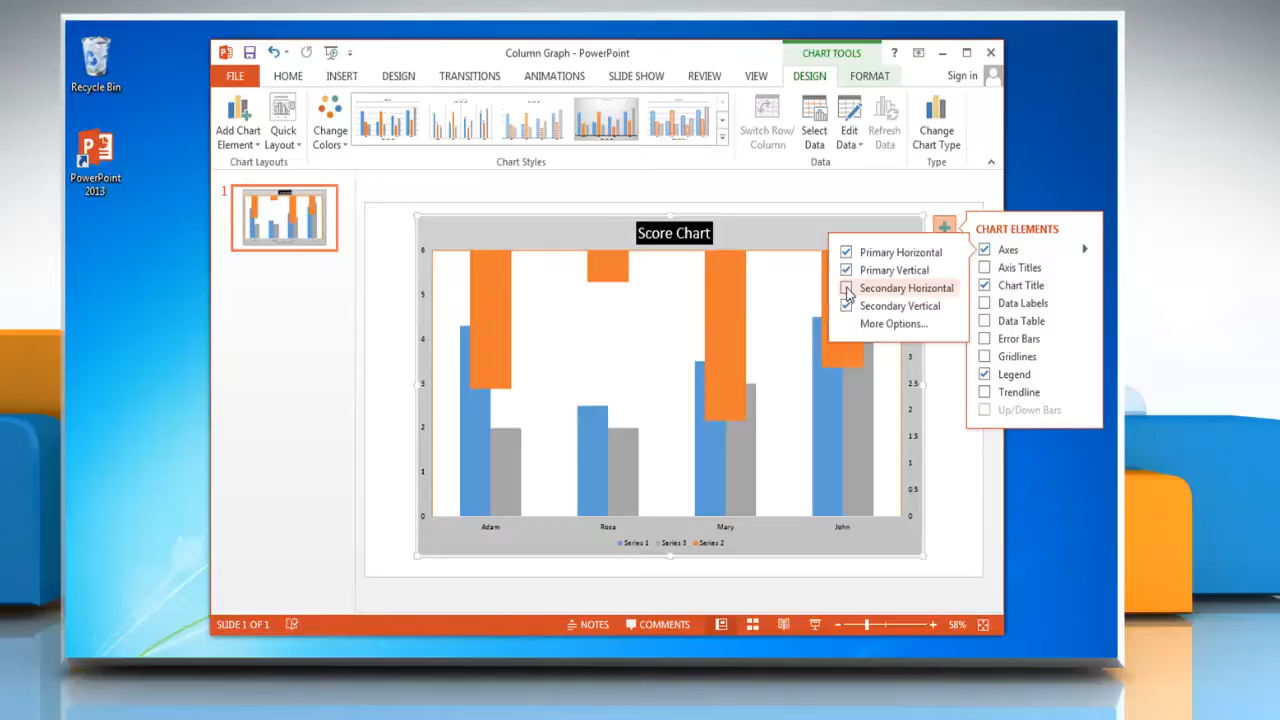 Recycle Bin
PowerPoint
2013
Column Graph - PowerPoint
CHART TOOLS
?
FILE
HOME
INSERT
DESIGN
TRANSITIONS
ANIMATIONS
SLIDE SHOW
REVIEW
VIEW
DESIGN
FORMAT
Sign in
Add Chart
Element
Quick
Layout
Change
Colors
Switch Row/
Column
Select
Data
Edit
Data
Refresh
Data
Change
Chart Type
Chart Layouts
Chart Styles
Data
Type
1
Score Chart
6
5
4
3
2
1
0
3
2.5
2
1.5
1
0.5
0
Adam
Rosa
Mary
John
Series 1
Series 3
Series 2
Primary Horizontal
Primary Vertical
Secondary Horizontal
Secondary Vertical
More Options...
CHART ELEMENTS
Axes
Axis Titles
Chart Title
Data Labels
Data Table
Error Bars
Gridlines
Legend
Trendline
Up/Down Bars
SLIDE 1 OF 1
NOTES
COMMENTS
58%